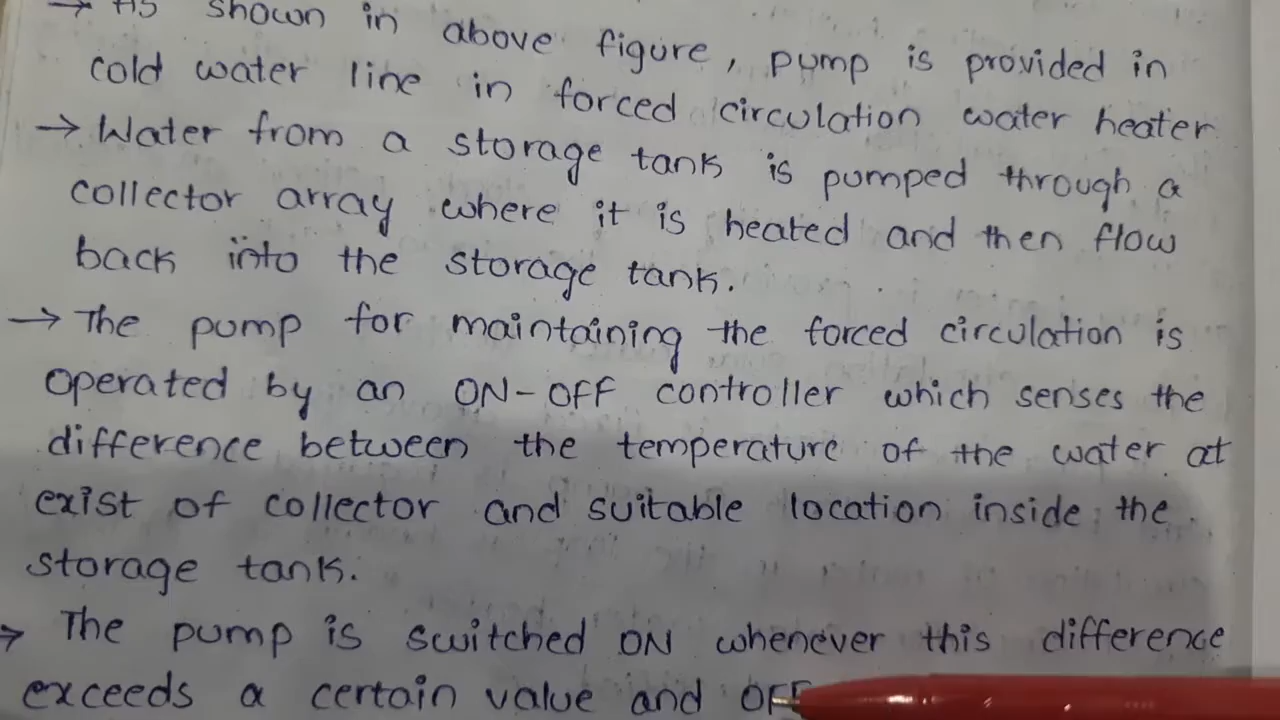 → As shown in above figure, pump is provided in
cold water line in forced circulation water heater
→ Water from a storage tank is pumped through a
collector array where it is heated and then flow
back into the storage tank.
→ The pump for maintaining the forced circulation is
operated by an ON-OFF controller which senses the
difference between the temperature of the water at
exist of collector and suitable location inside the
storage tank.
→ The pump is switched ON whenever this difference
exceeds a certain value and OFF